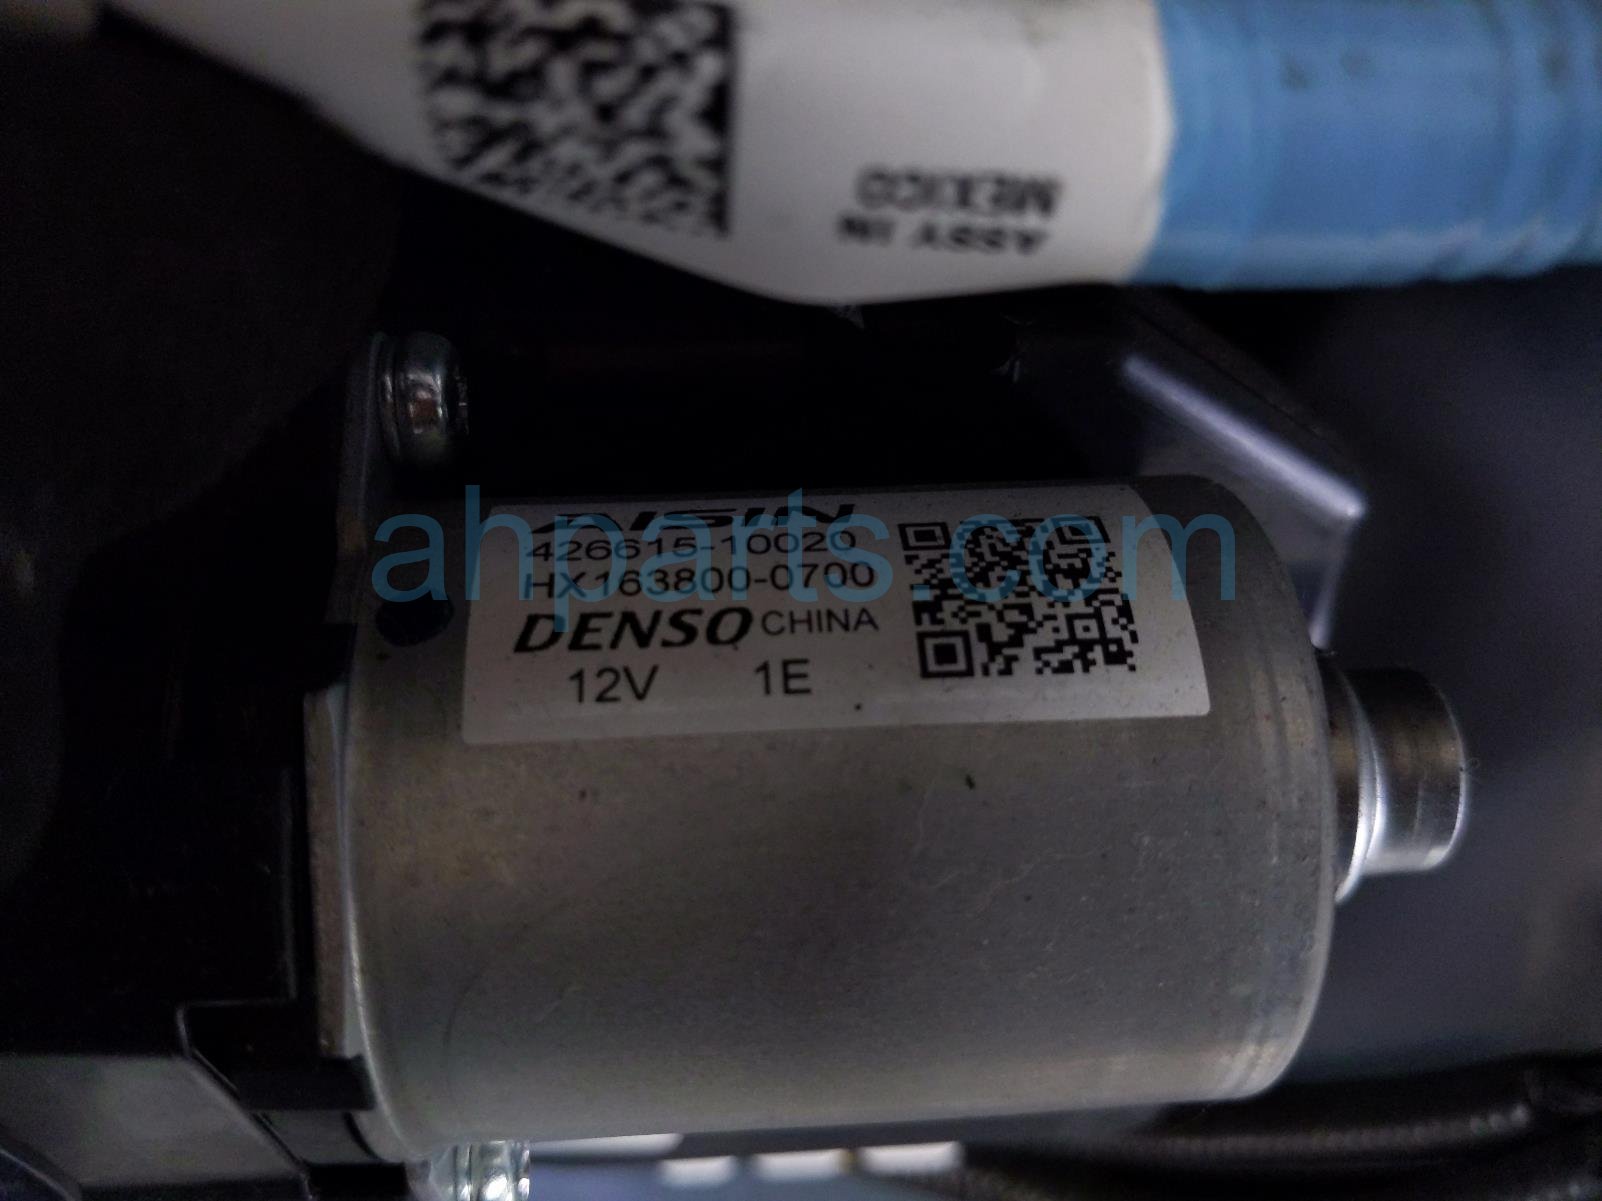 ASSY IN
MEXICO
AISIN
426615-10020
HX163800-0700
DENSO CHINA
12V 1E
ahparts.com